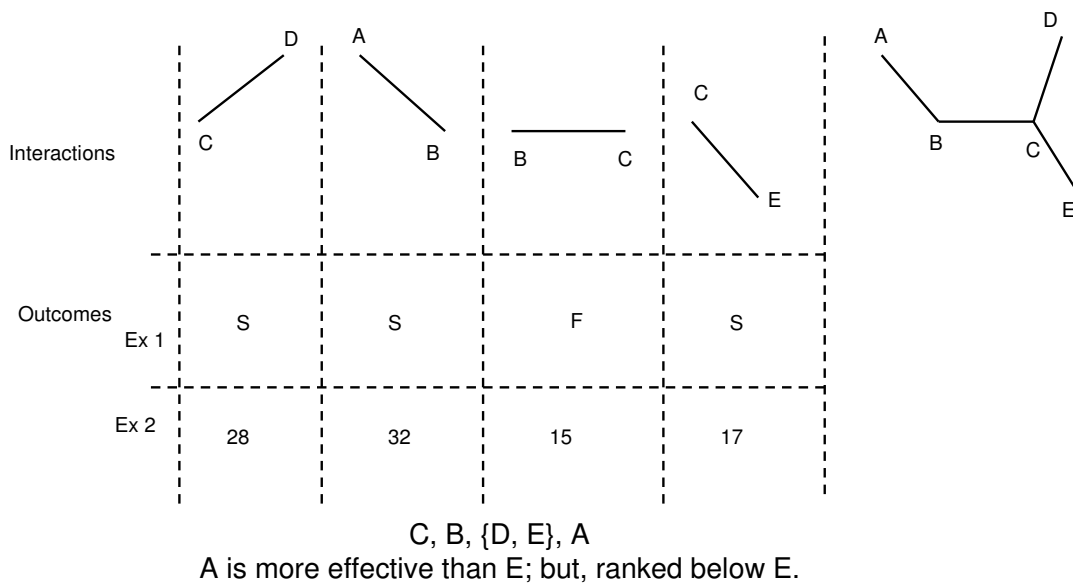 D A D
A
C
C B B C C
Interactions B
E C
E
Outcomes S S F S
Ex 1
Ex 2 28 32 15 17
C, B, {D, E}, A
A is more effective than E; but, ranked below E.